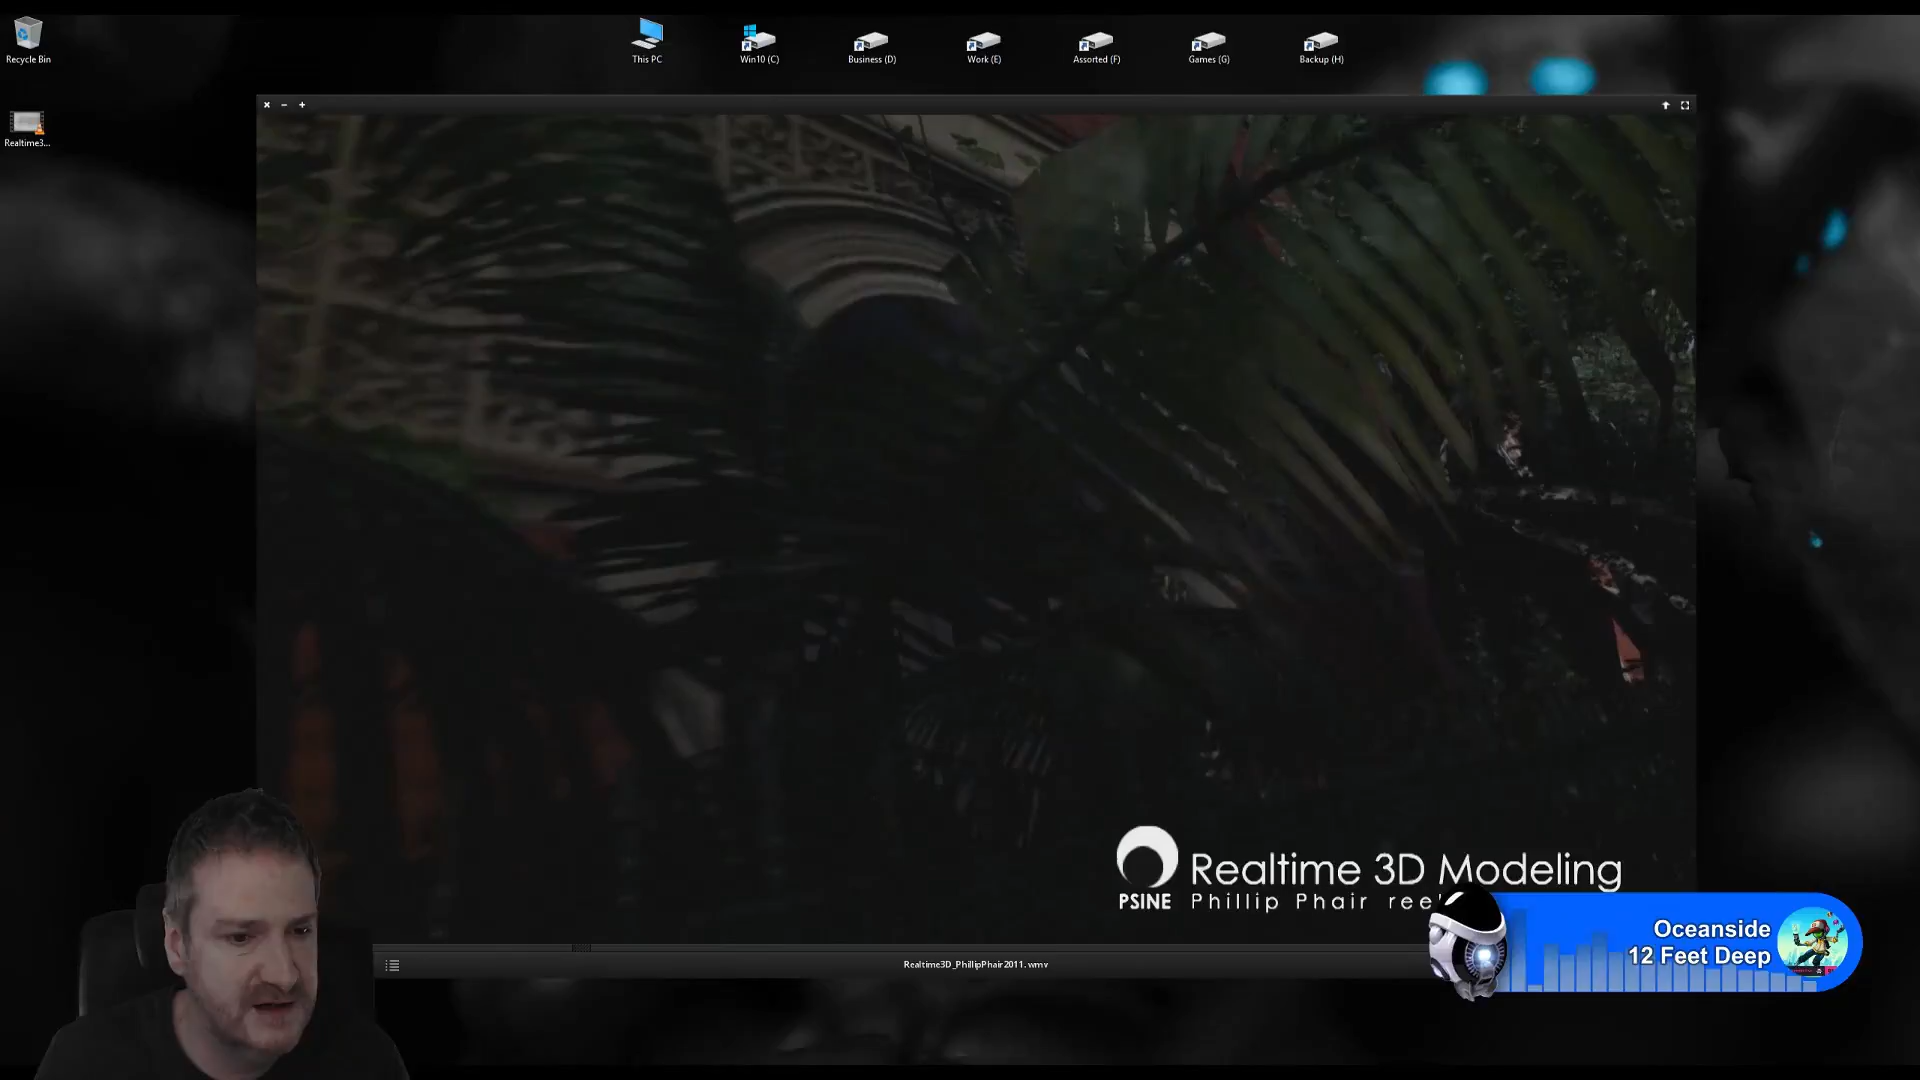 Recycle Bin
This PC
Win10 (C)
Business (D)
Work (E)
Assorted (F)
Games (G)
Backup (H)
Realtime3...
PSINE
Realtime 3D Modeling
Phillip Phair
Realtime3D_PhillipPhair2011.wmv
Oceanside
12 Feet Deep